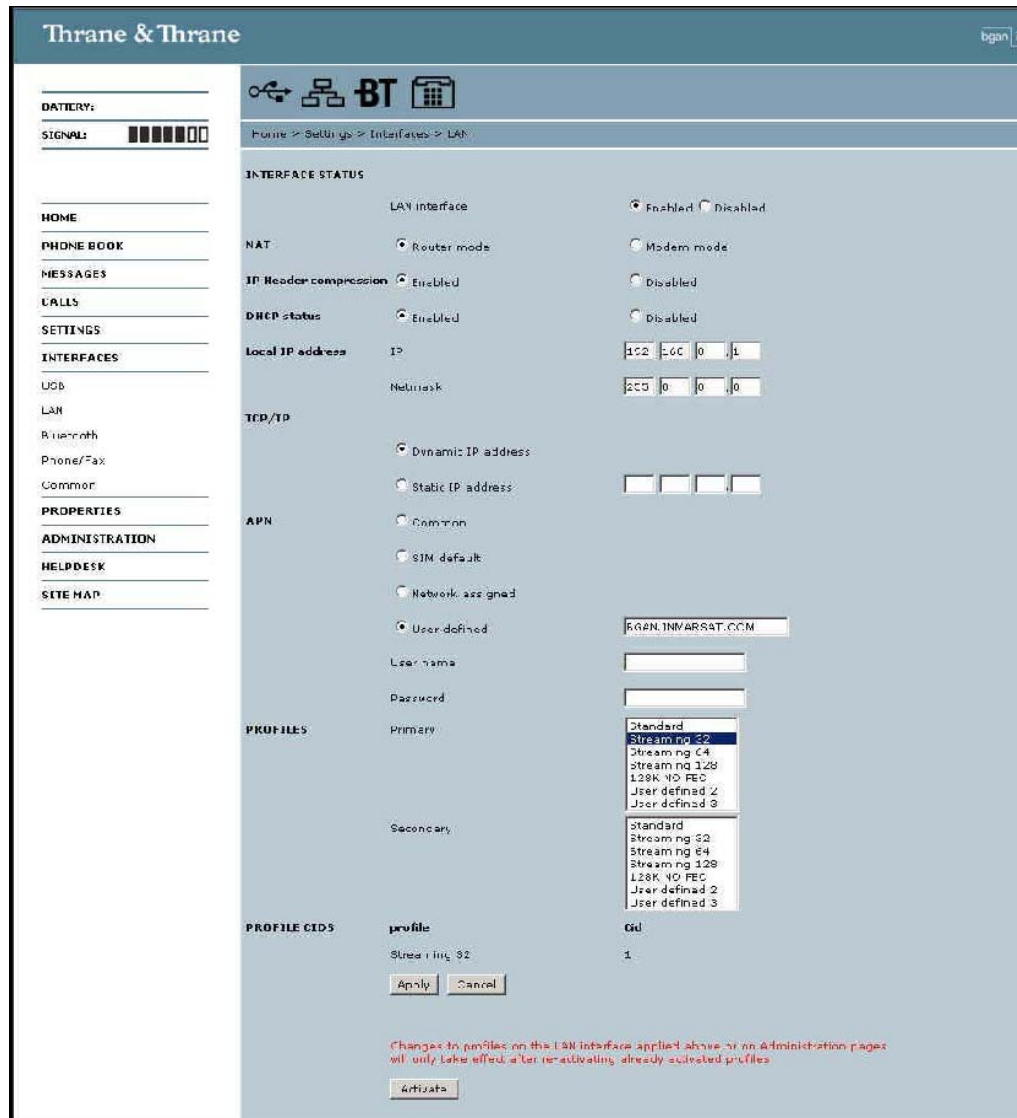 Thrane & Thrane
bgan
BT
BATTERY:
SIGNAL:
Home > Settings > Interfaces > LAN
INTERFACE STATUS
LAN interface Enabled Disabled
HOME
PHONE BOOK
MESSAGES
CALLS
SETTINGS
INTERFACES
USB
LAN
Bluetooth
Phone/Fax
Common
PROPERTIES
ADMINISTRATION
HELPDESK
SITE MAP
NAT Router mode Modem mode
IP Header compression Enabled Disabled
DHCP status Enabled Disabled
Local IP address IP 192 168 0 .1
Netmask 255 0 0 .0
TCP/IP
Dynamic IP address
Static IP address
APN Common
SIM default
Network assigned
User defined BGAN.INMARSAT.COM
User name
Password
PROFILES Primary
Standard
Streaming 32
Streaming 64
Streaming 128
128K NO FEC
User defined 2
User defined 3
Secondary
Standard
Streaming 32
Streaming 64
Streaming 128
128K NO FEC
User defined 2
User defined 3
PROFILE CIDS profile Cid
Streaming 32 1
Apply Cancel
Changes to profiles on the LAN interface applied above or on Administration pages
will only take effect after re-activating already activated profiles
Activate